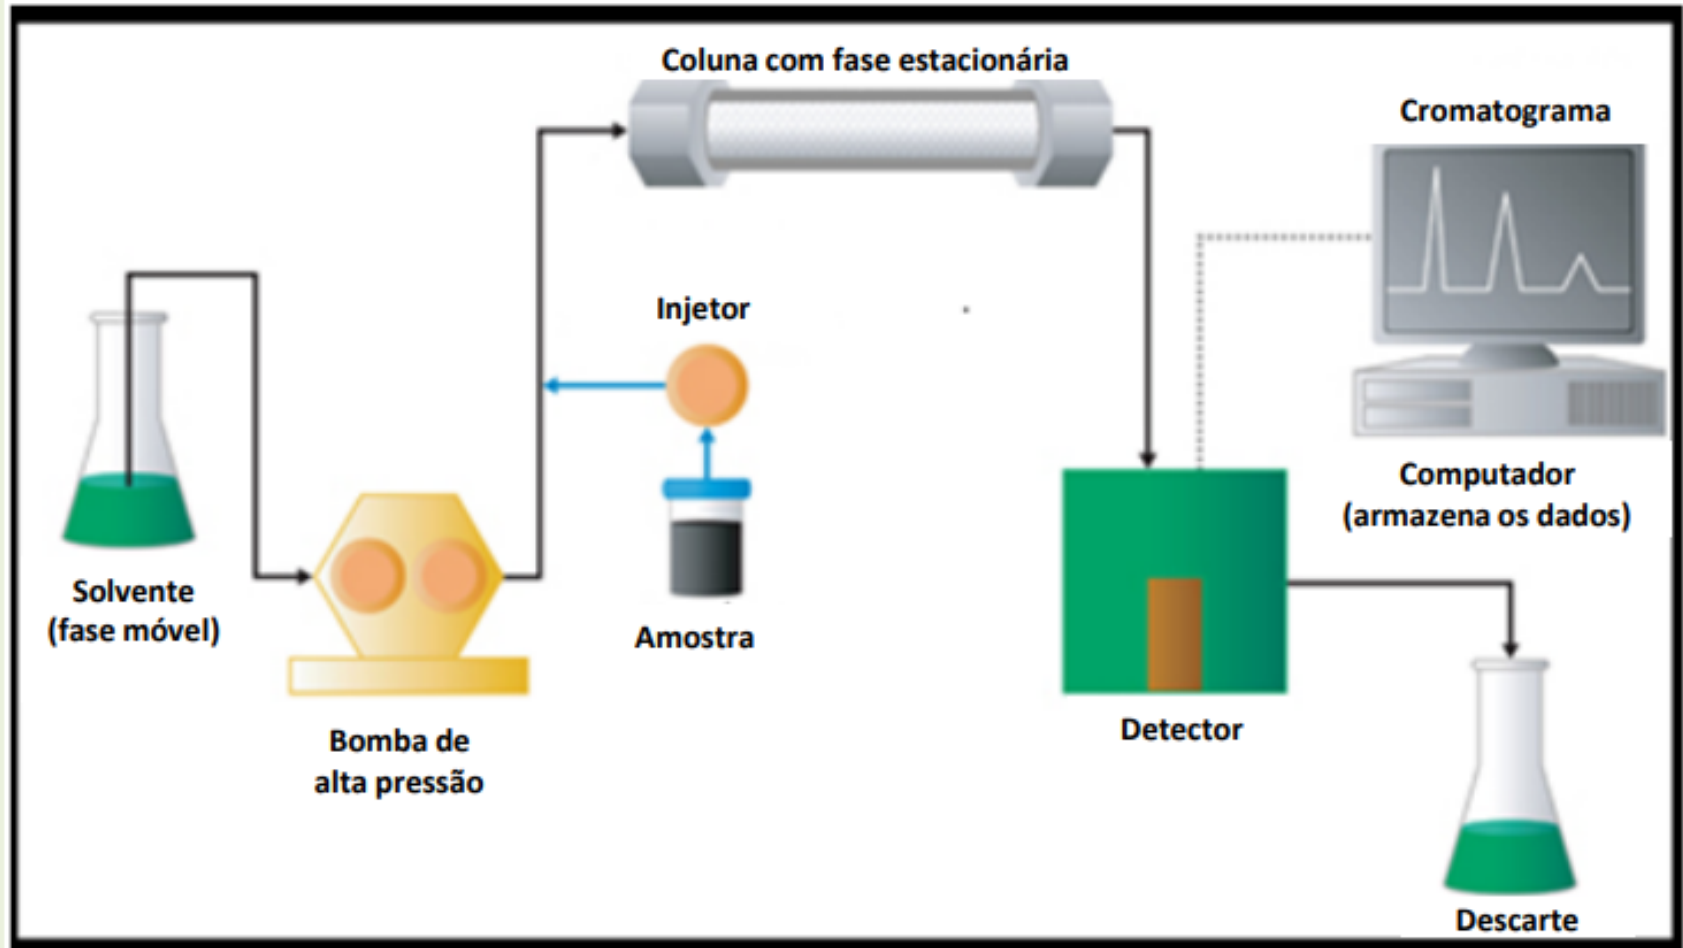 Coluna com fase estacionária
Cromatograma
Injetor
Computador
(armazena os dados)
Solvente
(fase móvel)
Amostra
Detector
Bomba de
alta pressão
Descarte